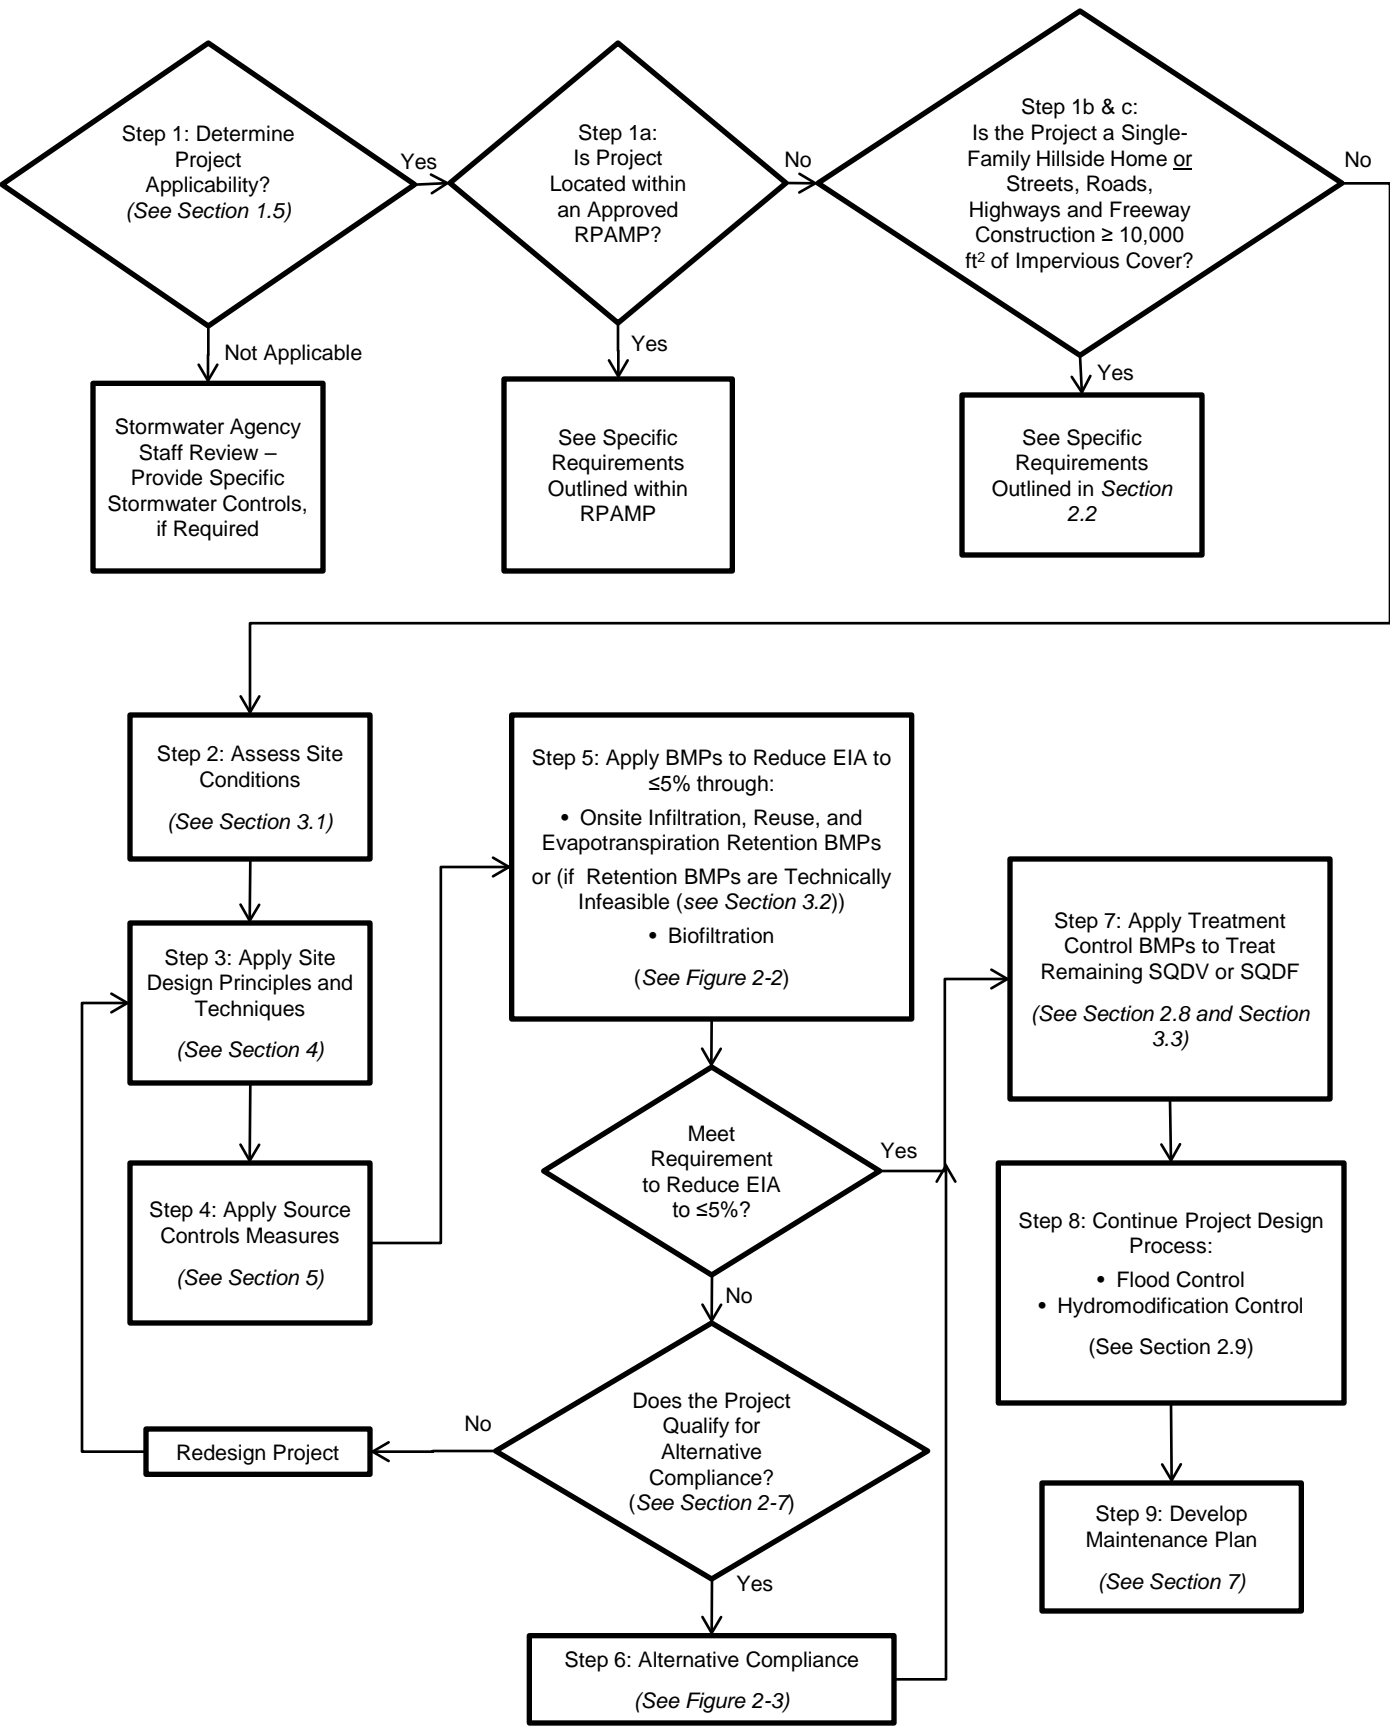 Step 1: Determine
Project
Applicability?
(See Section 1.5)
Yes
Not Applicable
Stormwater Agency
Staff Review –
Provide Specific
Stormwater Controls,
if Required
Step 1a:
Is Project
Located within
an Approved
RPAMP?
No
Yes
See Specific
Requirements
Outlined within
RPAMP
Step 1b & c:
Is the Project a Single-
Family Hillside Home or
Streets, Roads,
Highways and Freeway
Construction ≥ 10,000
ft² of Impervious Cover?
No
Yes
See Specific
Requirements
Outlined in Section
2.2
Step 2: Assess Site
Conditions
(See Section 3.1)
Step 3: Apply Site
Design Principles and
Techniques
(See Section 4)
Step 4: Apply Source
Controls Measures
(See Section 5)
Step 5: Apply BMPs to Reduce EIA to
≤5% through:
• Onsite Infiltration, Reuse, and
Evapotranspiration Retention BMPs
or (if Retention BMPs are Technically
Infeasible (see Section 3.2))
• Biofiltration
(See Figure 2-2)
Meet
Requirement
to Reduce EIA
to ≤5%?
Yes
No
Does the Project
Qualify for
Alternative
Compliance?
(See Section 2-7)
No
Redesign Project
Yes
Step 6: Alternative Compliance
(See Figure 2-3)
Step 7: Apply Treatment
Control BMPs to Treat
Remaining SQDV or SQDF
(See Section 2.8 and Section
3.3)
Step 8: Continue Project Design
Process:
• Flood Control
• Hydromodification Control
(See Section 2.9)
Step 9: Develop
Maintenance Plan
(See Section 7)